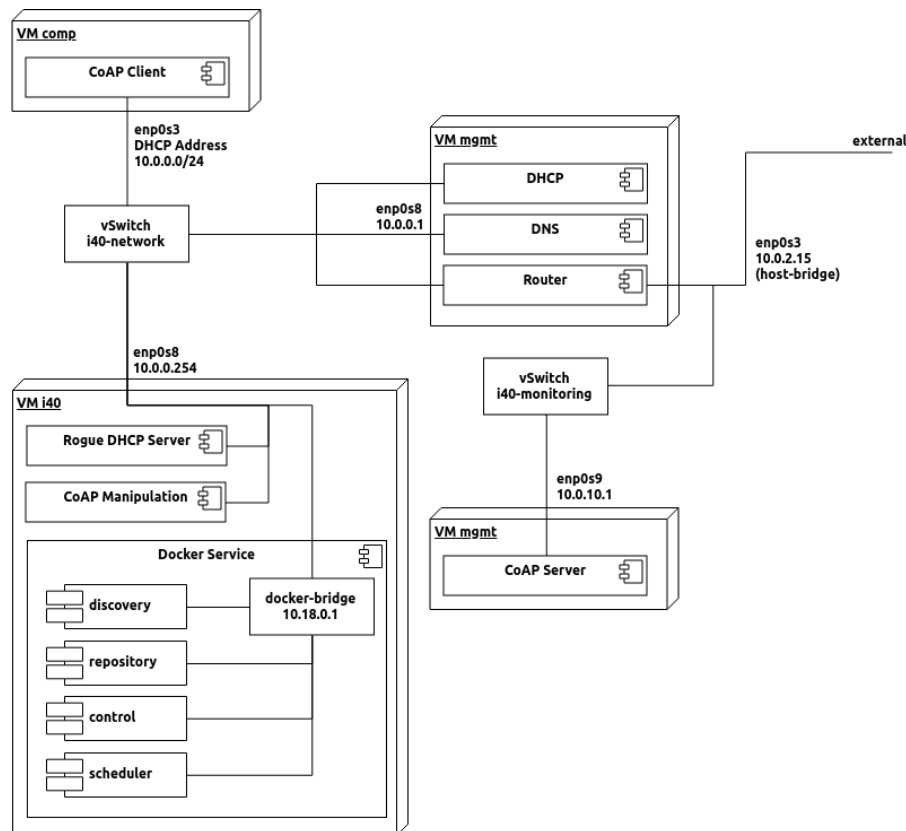 VM comp
CoAP Client
enp0s3
DHCP Address
10.0.0.0/24
vSwitch
i40-network
enp0s8
10.0.0.1
VM mgmt
DHCP
DNS
Router
external
enp0s3
10.0.2.15
(host-bridge)
enp0s8
10.0.0.254
VM i40
Rogue DHCP Server
CoAP Manipulation
Docker Service
discovery
docker-bridge
10.18.0.1
repository
control
scheduler
vSwitch
i40-monitoring
enp0s9
10.0.10.1
VM mgmt
CoAP Server